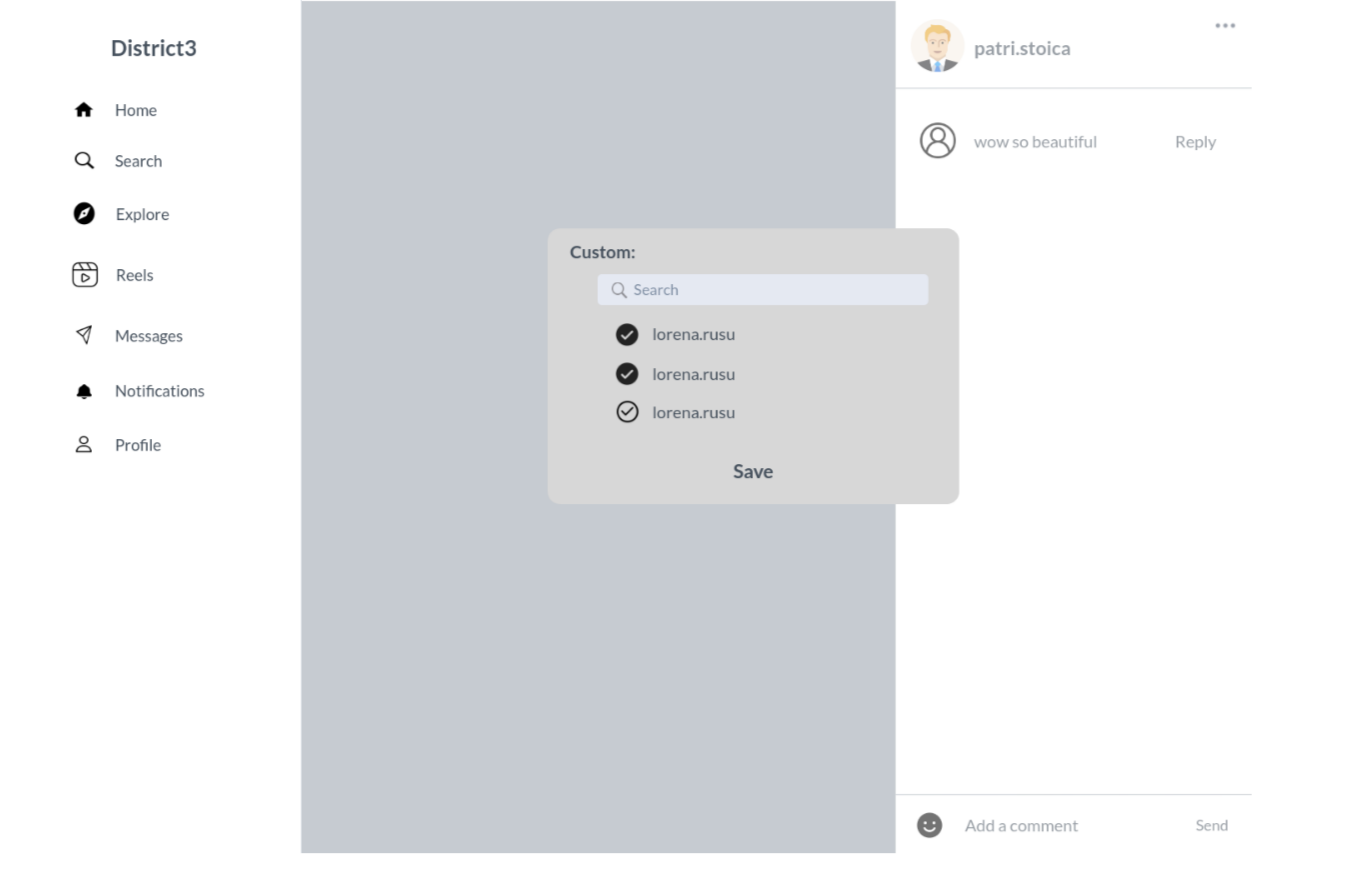 District3
Home
Search
Explore
Reels
Messages
Notifications
Profile
patri.stoica
wow so beautiful
Reply
Custom:
Search
lorena.rusu
lorena.rusu
lorena.rusu
Save
Add a comment
Send